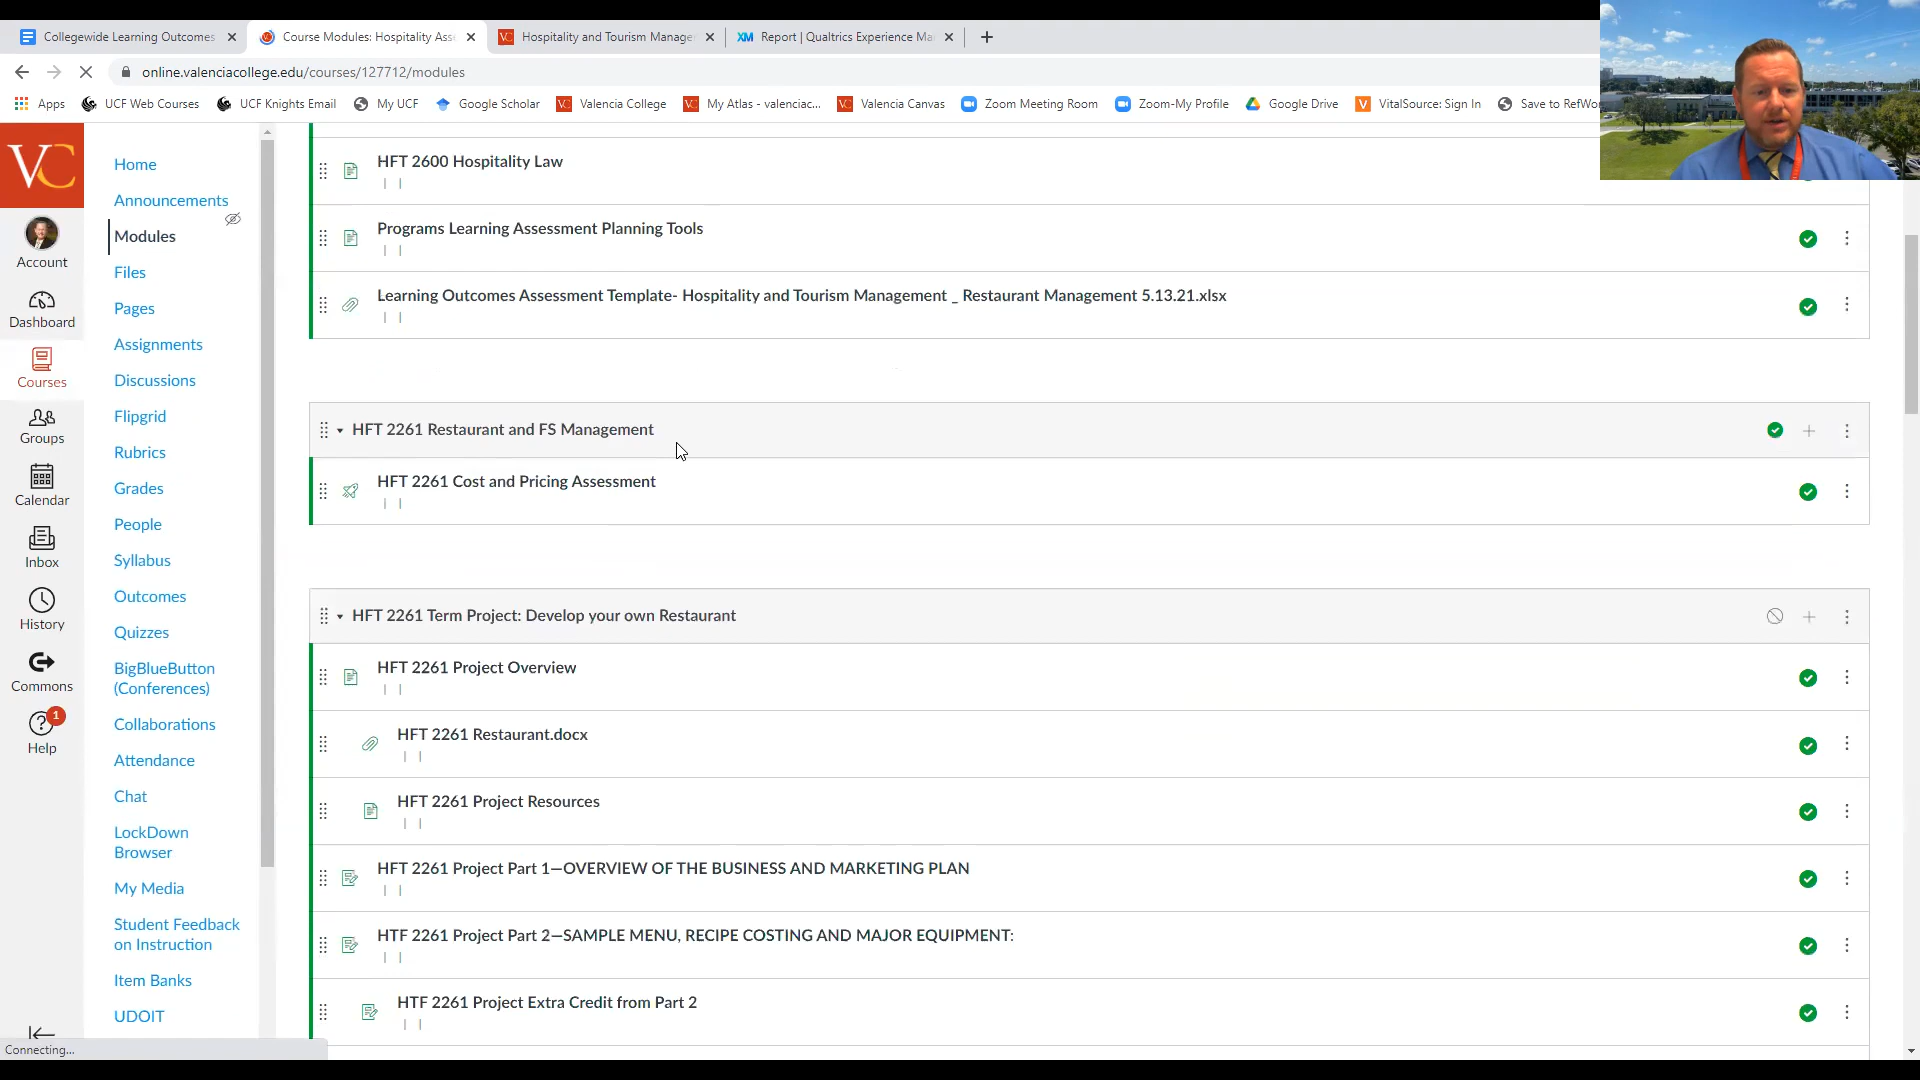 Collegewide Learning Outcomes
Course Modules: Hospitality Ass
Hospitality and Tourism Manage
XM Report | Qualtrics Experience Ma
online.valenciacollege.edu/courses/127712/modules
Apps
UCF Web Courses
UCF Knights Email
My UCF
Google Scholar
Valencia College
My Atlas - valenciac...
Valencia Canvas
Zoom Meeting Room
Zoom-My Profile
Google Drive
VitalSource: Sign In
Save to RefWo
VC
Account
Dashboard
Courses
Groups
Calendar
Inbox
History
Commons
1
Help
Home
Announcements
Modules
Files
Pages
Assignments
Discussions
Flipgrid
Rubrics
Grades
People
Syllabus
Outcomes
Quizzes
BigBlueButton
(Conferences)
Collaborations
Attendance
Chat
LockDown
Browser
My Media
Student Feedback
on Instruction
Item Banks
UDOIT
HFT 2600 Hospitality Law
Programs Learning Assessment Planning Tools
Learning Outcomes Assessment Template- Hospitality and Tourism Management _ Restaurant Management 5.13.21.xlsx
HFT 2261 Restaurant and FS Management
HFT 2261 Cost and Pricing Assessment
HFT 2261 Term Project: Develop your own Restaurant
HFT 2261 Project Overview
HFT 2261 Restaurant.docx
HFT 2261 Project Resources
HFT 2261 Project Part 1—OVERVIEW OF THE BUSINESS AND MARKETING PLAN
HTF 2261 Project Part 2—SAMPLE MENU, RECIPE COSTING AND MAJOR EQUIPMENT:
HTF 2261 Project Extra Credit from Part 2
Connecting...